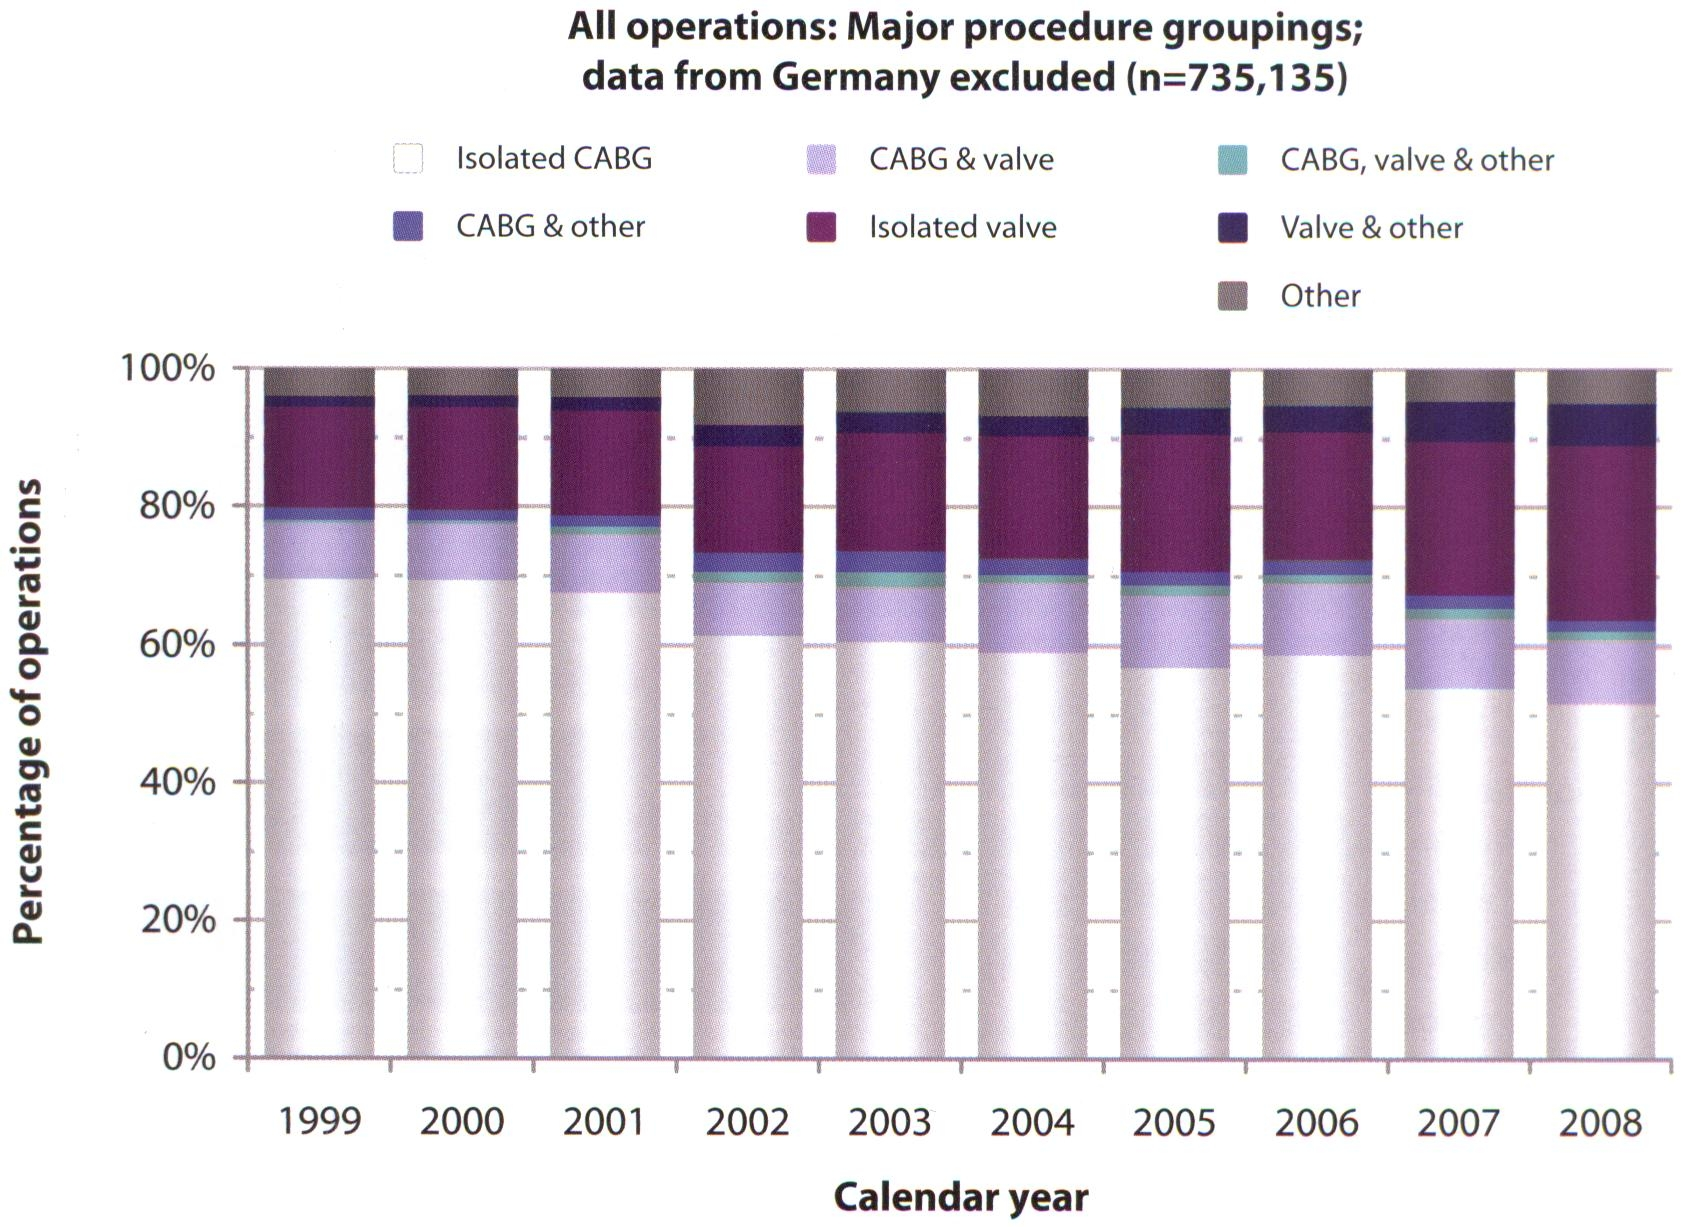 All operations: Major procedure groupings;
data from Germany excluded (n=735,135)
Isolated CABG
CABG & valve
CABG, valve & other
CABG & other
Isolated valve
Valve & other
Other
Percentage of operations
100%
80%
60%
40%
20%
0%
1999 2000 2001 2002 2003 2004 2005 2006 2007 2008
Calendar year